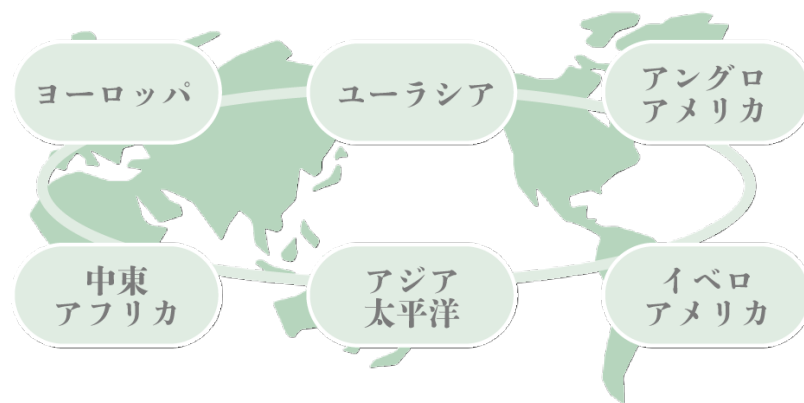 ヨーロッパ
ユーラシア
アングロ
アメリカ
中東
アフリカ
アジア
太平洋
イベロ
アメリカ